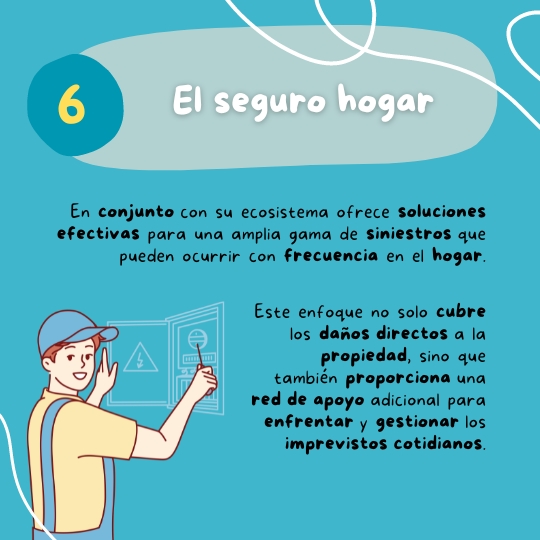 6
El seguro hogar
En conjunto con su ecosistema ofrece soluciones
efectivas para una amplia gama de siniestros que
pueden ocurrir con frecuencia en el hogar.
Este enfoque no solo cubre
los daños directos a la
propiedad, sino que
también proporciona una
red de apoyo adicional para
enfrentar y gestionar los
imprevistos cotidianos.